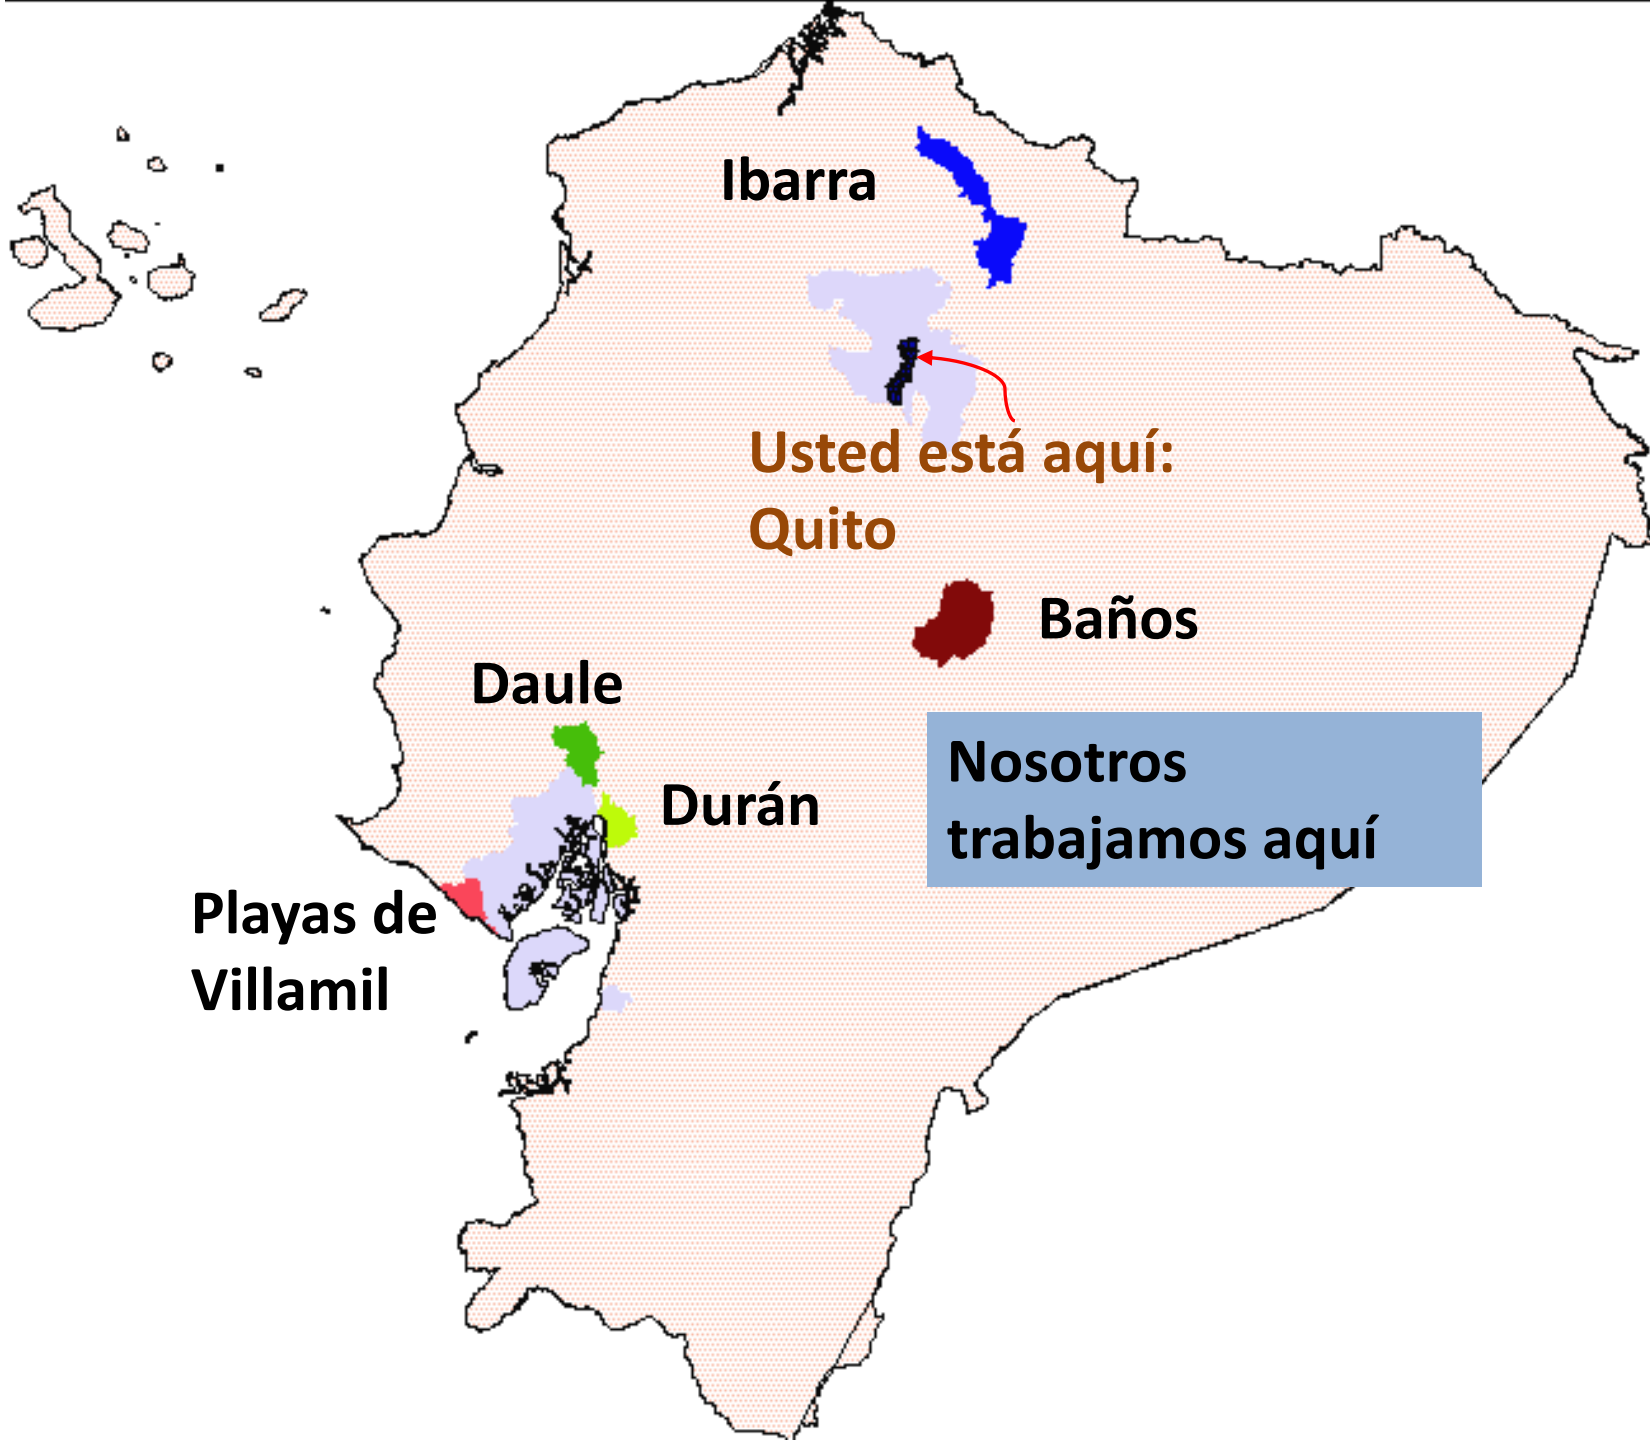 Ibarra
Usted está aquí:
Quito
Baños
Daule
Nosotros
trabajamos aquí
Durán
Playas de
Villamil